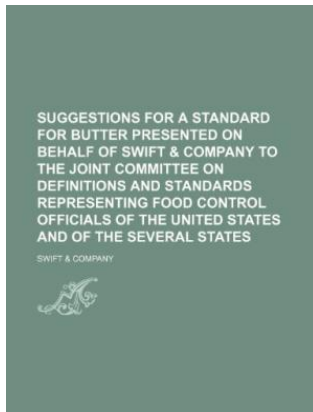 SUGGESTIONS FOR A STANDARD
FOR BUTTER PRESENTED ON
BEHALF OF SWIFT & COMPANY TO
THE JOINT COMMITTEE ON
DEFINITIONS AND STANDARDS
REPRESENTING FOOD CONTROL
OFFICIALS OF THE UNITED STATES
AND OF THE SEVERAL STATES
SWIFT & COMPANY